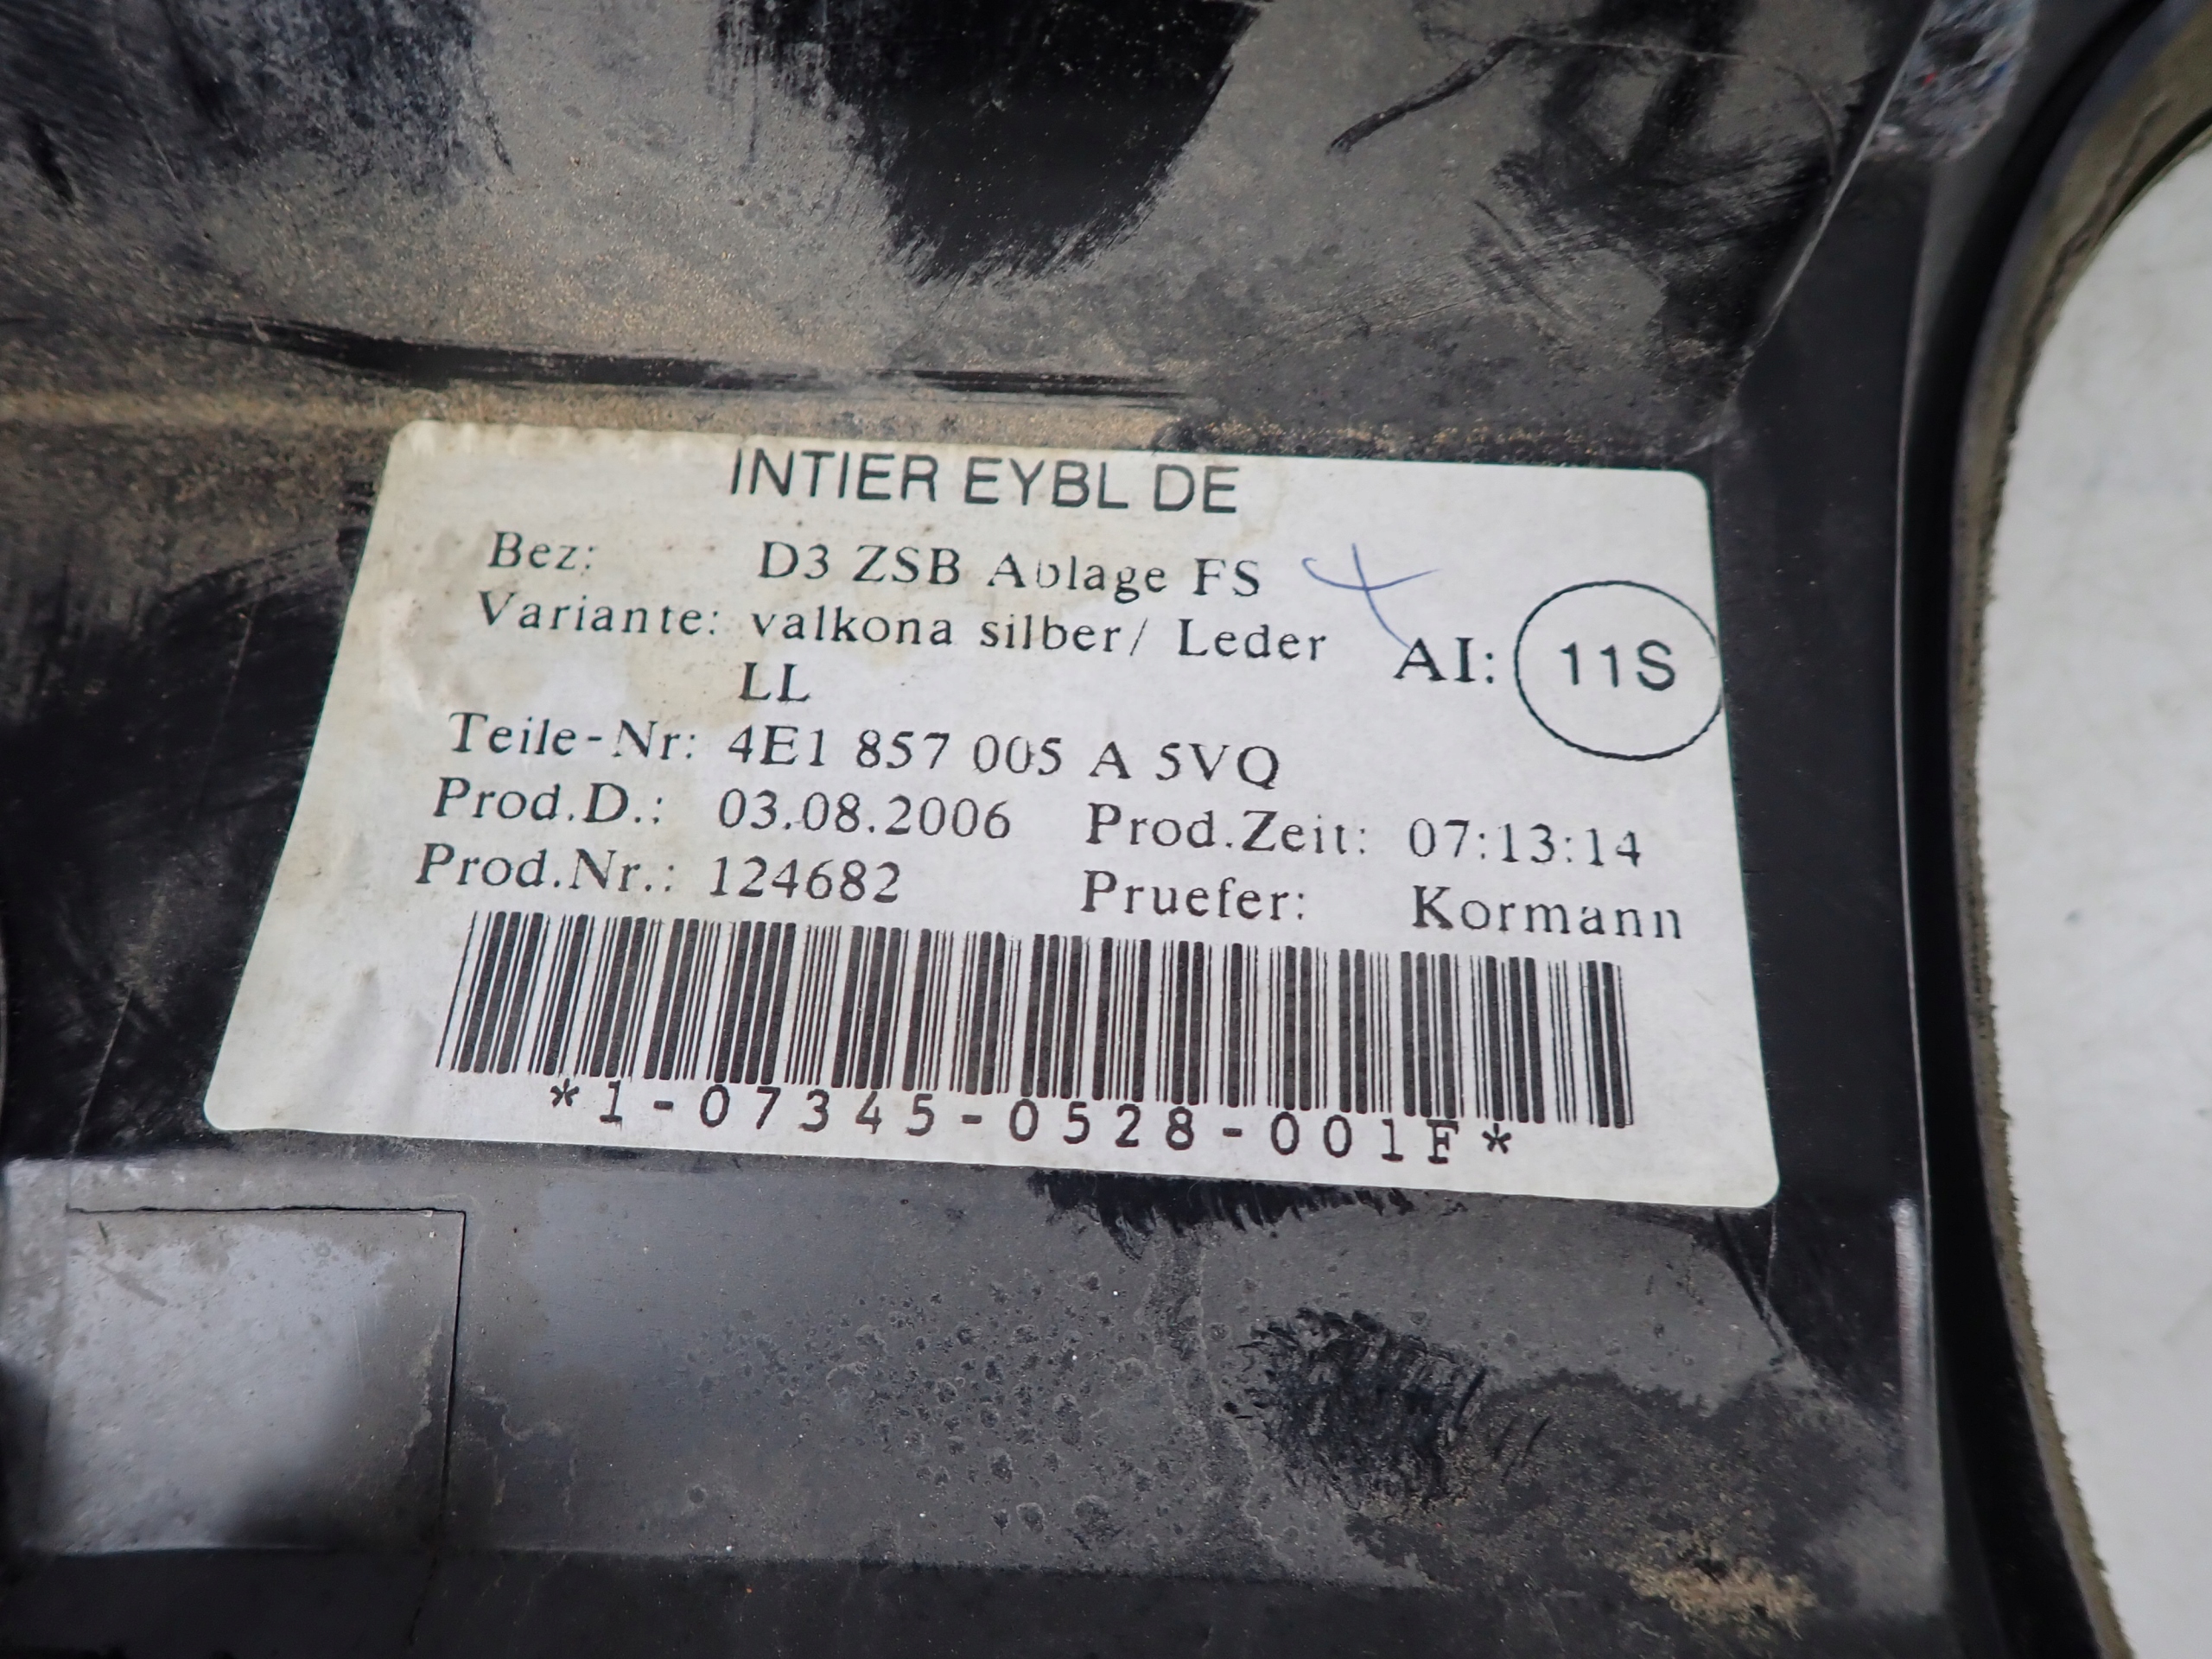 INTIER EYBL DE
Bez: D3 ZSB Ablage FS
Variante: valkona silber/ Leder
LL
AI: 11S
Teile-Nr: 4E1 857 005 A 5VQ
Prod.D.: 03.08.2006 Prod.Zeit: 07:13:14
Prod.Nr.: 124682 Pruefer: Kormann
*1-07345-0528-001F*